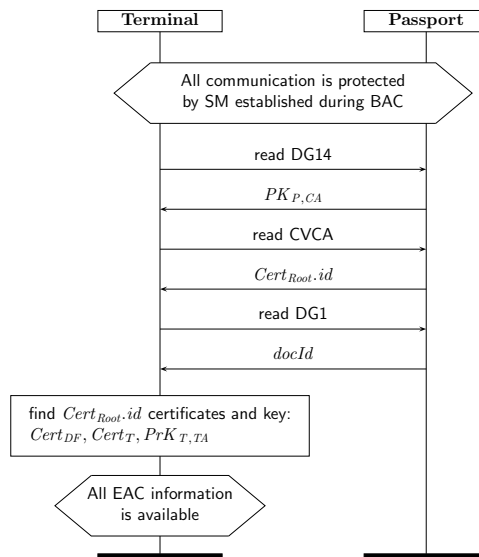 Terminal Passport
All communication is protected
by SM established during BAC
read DG14
PK_{P,CA}
read CVCA
Cert_{Root}.id
read DG1
docId
find Cert_{Root}.id certificates and key:
Cert_{DF}, Cert_T, PrK_{T,TA}
All EAC information
is available